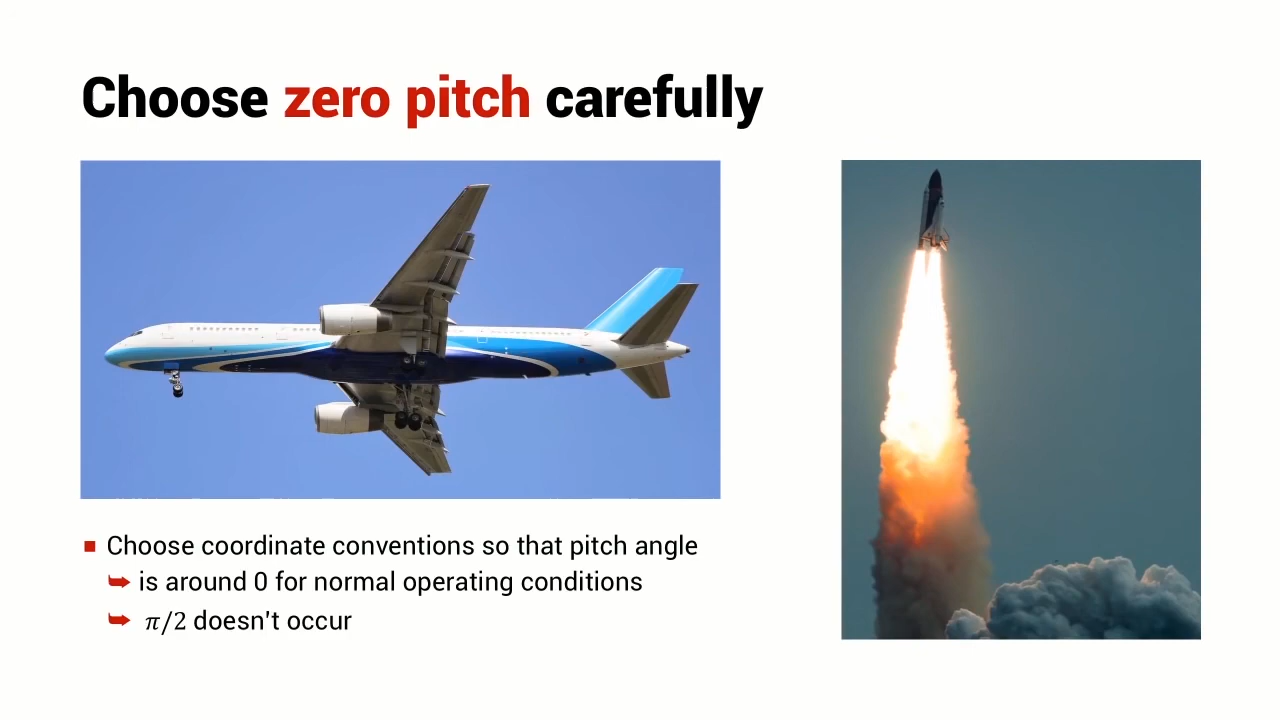 Choose zero pitch carefully
Choose coordinate conventions so that pitch angle
is around 0 for normal operating conditions
π/2 doesn't occur